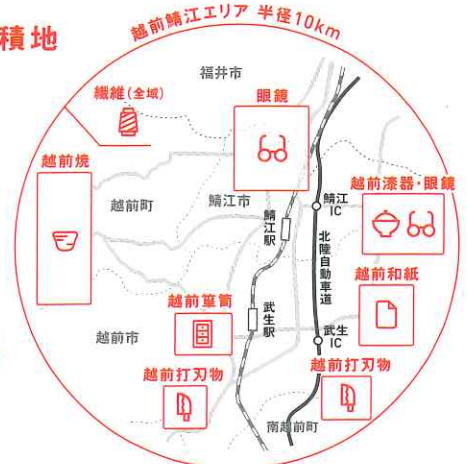 積地
越前鯖江エリア 半径10km
福井市
繊維(全域)
眼鏡
越前焼
越前町
鯖江市
鯖江駅
鯖江IC
越前漆器・眼鏡
北陸自動車道
越前和紙
越前箪笥
武生駅
武生IC
越前市
越前打刃物
越前打刃物
南越前町